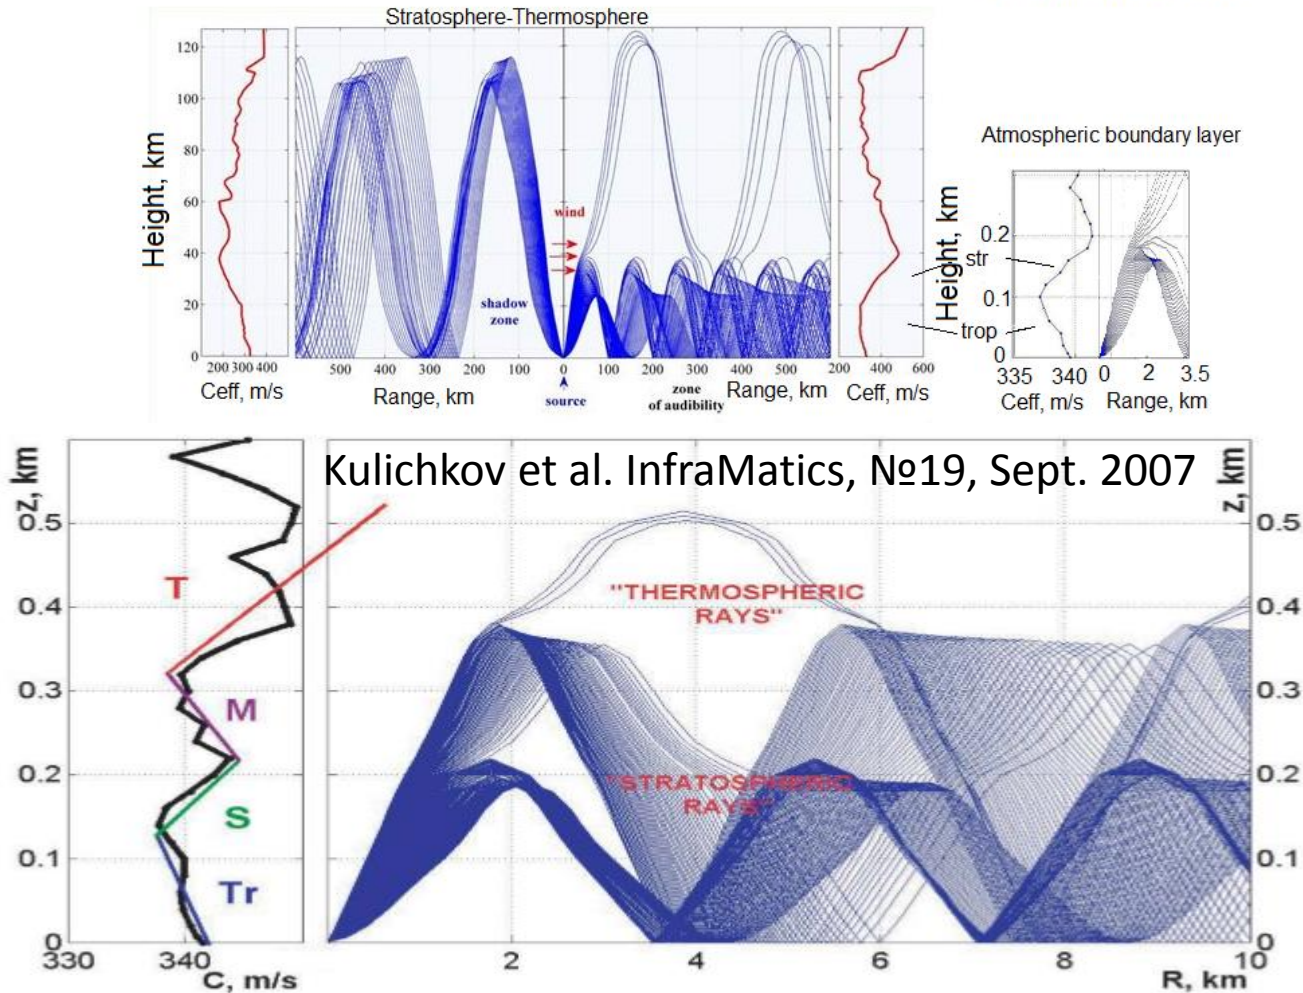 Stratosphere-Thermosphere
120
100
80
60
40
20
0
Height, km
200 300 400
Ceff, m/s
wind
shadow
zone
500 400 300 200 100 0 100 200 300 400 500
Range, km
source
zone
of audibility
Range, km
200 400 600
Ceff, m/s
Atmospheric boundary layer
Height, km
0.2
0.1
0
str
trop
335 340
Ceff, m/s
0 2 3.5
Range, km
Kulichkov et al. InfraMatics, №19, Sept. 2007
Z, km
0.5
0.4
0.3
0.2
0.1
0
T
M
S
Tr
330 340
C, m/s
"THERMOSPHERIC
RAYS"
"STRATOSPHERIC
RAYS"
Z, km
0.5
0.4
0.3
0.2
0.1
0
2 4 6 8 10
R, km